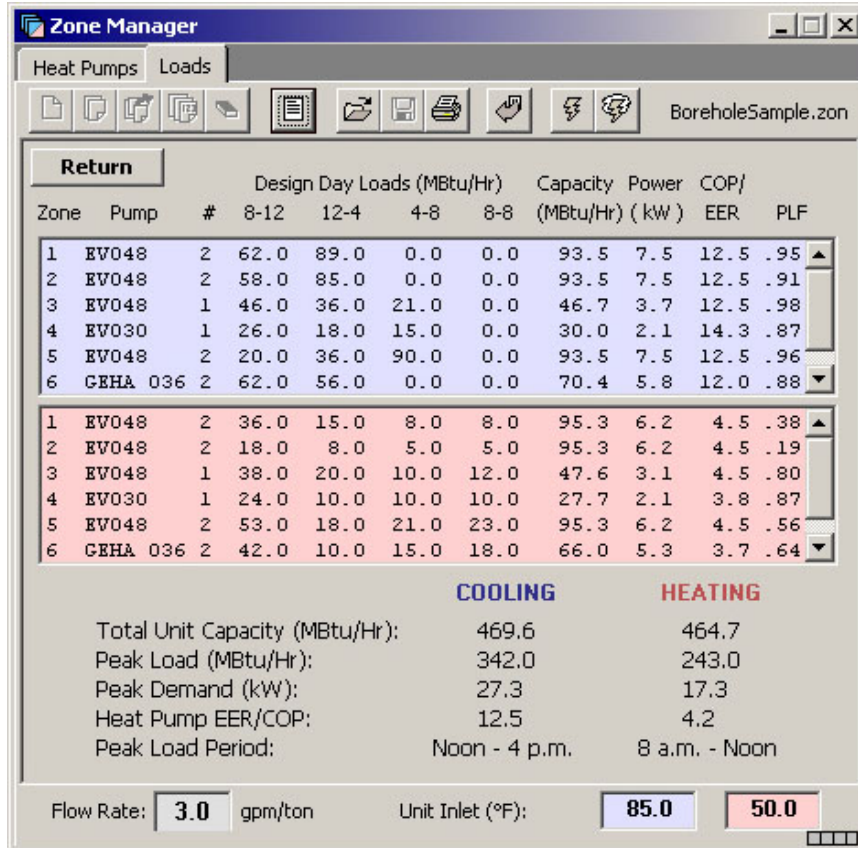 Zone Manager
Heat Pumps Loads
BoreholeSample.zon
Return
Design Day Loads (MBtu/Hr) Capacity Power COP/
Zone Pump # 8-12 12-4 4-8 8-8 (MBtu/Hr) ( kW ) EER PLF
1 EV048 2 62.0 89.0 0.0 0.0 93.5 7.5 12.5 .95
2 EV048 2 58.0 85.0 0.0 0.0 93.5 7.5 12.5 .91
3 EV048 1 46.0 36.0 21.0 0.0 46.7 3.7 12.5 .98
4 EV030 1 26.0 18.0 15.0 0.0 30.0 2.1 14.3 .87
5 EV048 2 20.0 36.0 90.0 0.0 93.5 7.5 12.5 .96
6 GEHA 036 2 62.0 56.0 0.0 0.0 70.4 5.8 12.0 .88
1 EV048 2 36.0 15.0 8.0 8.0 95.3 6.2 4.5 .38
2 EV048 2 18.0 8.0 5.0 5.0 95.3 6.2 4.5 .19
3 EV048 1 38.0 20.0 10.0 12.0 47.6 3.1 4.5 .80
4 EV030 1 24.0 10.0 10.0 10.0 27.7 2.1 3.8 .87
5 EV048 2 53.0 18.0 21.0 23.0 95.3 6.2 4.5 .56
6 GEHA 036 2 42.0 10.0 15.0 18.0 66.0 5.3 3.7 .64
COOLING HEATING
Total Unit Capacity (MBtu/Hr): 469.6 464.7
Peak Load (MBtu/Hr): 342.0 243.0
Peak Demand (kW): 27.3 17.3
Heat Pump EER/COP: 12.5 4.2
Peak Load Period: Noon - 4 p.m. 8 a.m. - Noon
Flow Rate: 3.0 gpm/ton Unit Inlet (°F): 85.0 50.0